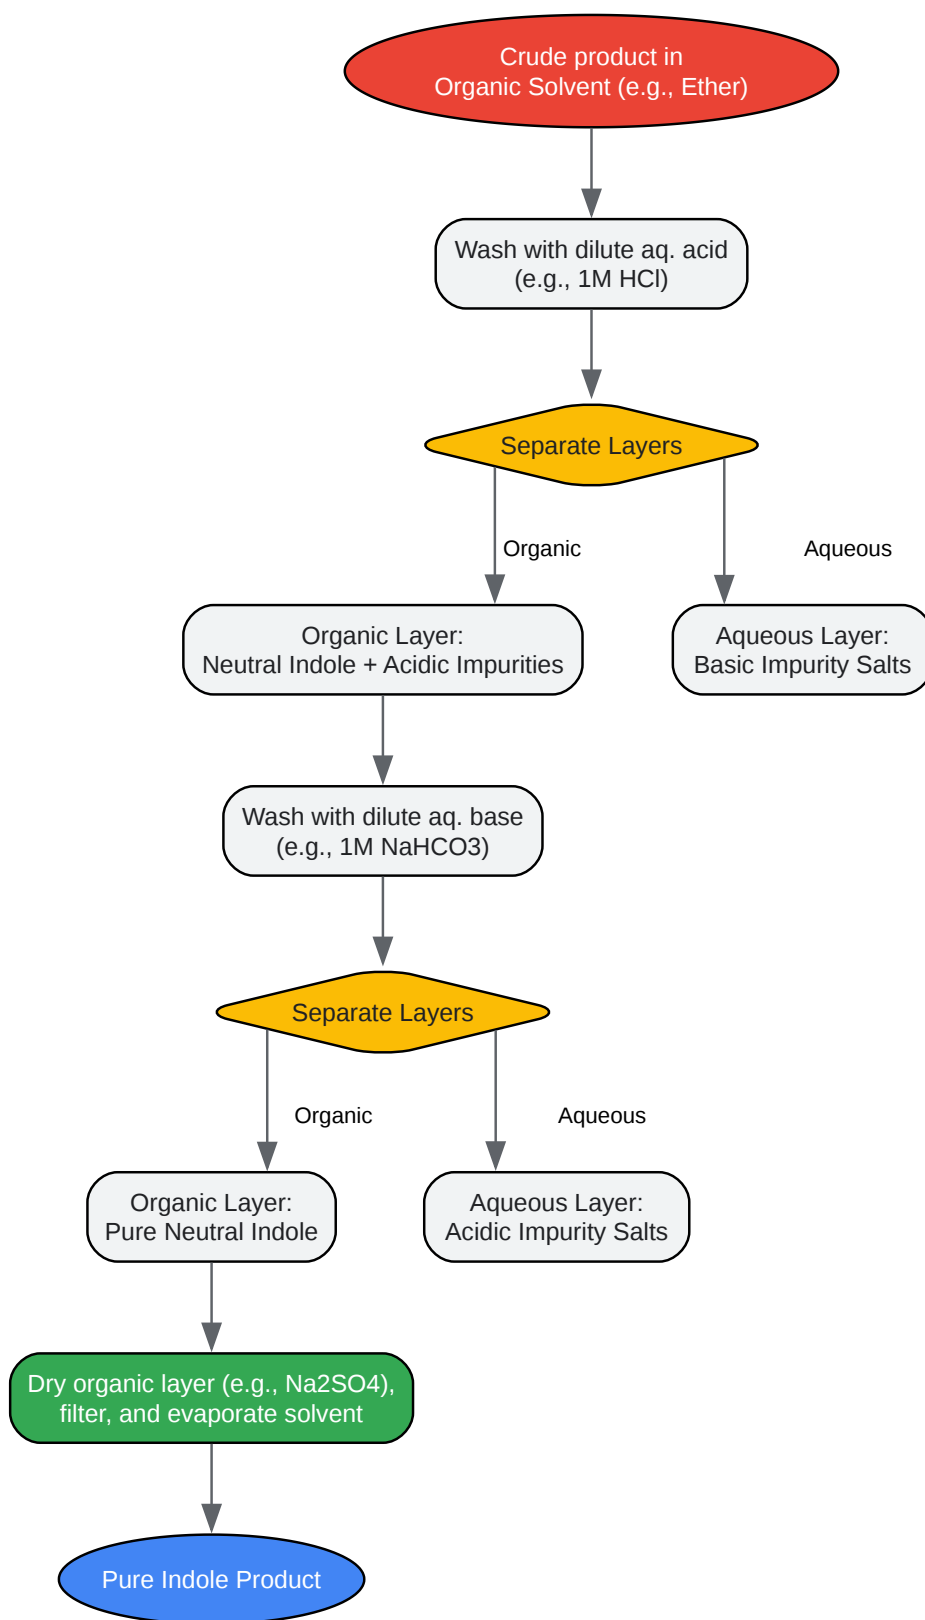 Crude product in
Organic Solvent (e.g., Ether)
Wash with dilute aq. acid
(e.g., 1M HCl)
Separate Layers
Organic
Aqueous
Organic Layer:
Neutral Indole + Acidic Impurities
Aqueous Layer:
Basic Impurity Salts
Wash with dilute aq. base
(e.g., 1M NaHCO3)
Separate Layers
Organic
Aqueous
Organic Layer:
Pure Neutral Indole
Aqueous Layer:
Acidic Impurity Salts
Dry organic layer (e.g., Na2SO4),
filter, and evaporate solvent
Pure Indole Product